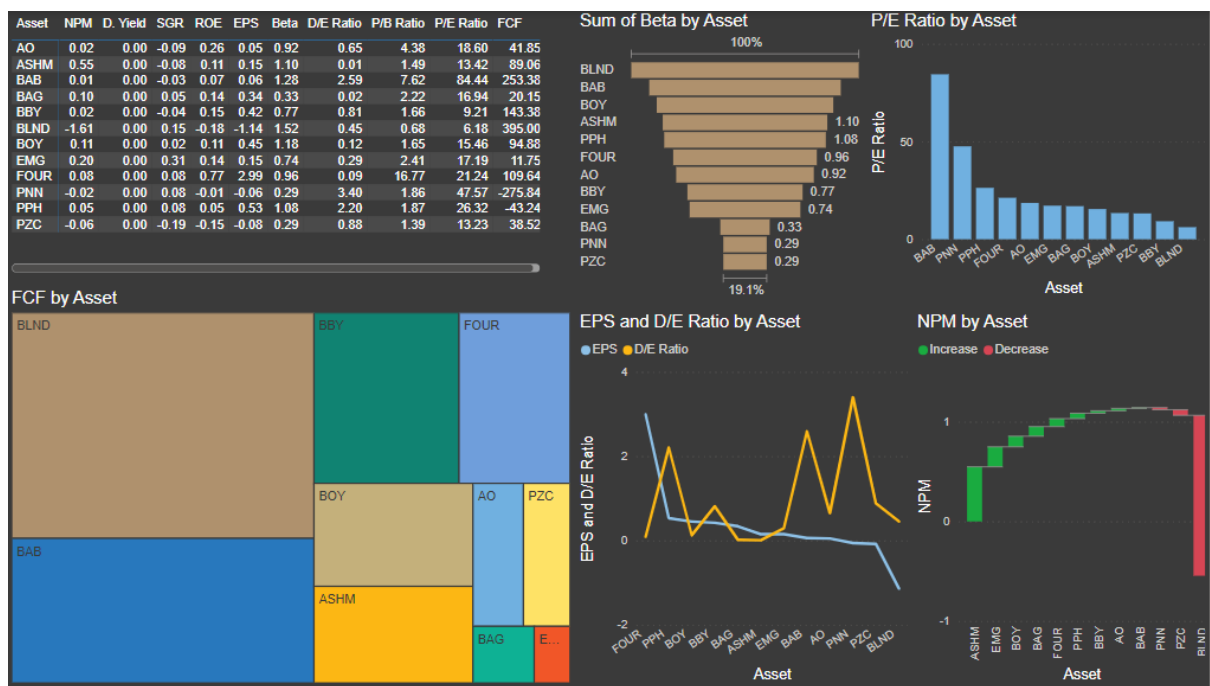 Asset NPM D. Yield SGR ROE EPS Beta D/E Ratio P/B Ratio P/E Ratio FCF
AO 0.02 0.00 -0.09 0.26 0.05 0.92 0.65 4.38 18.60 41.85
ASHM 0.55 0.00 -0.08 0.11 0.15 1.10 0.01 1.49 13.42 89.06
BAB 0.01 0.00 -0.03 0.07 0.06 1.28 2.59 7.62 84.44 253.38
BAG 0.10 0.00 0.05 0.14 0.34 0.33 0.02 2.22 16.94 20.15
BBY 0.02 0.00 -0.04 0.15 0.42 0.77 0.81 1.66 9.21 143.38
BLND -1.61 0.00 0.15 -0.18 -1.14 1.52 0.45 0.68 6.18 395.00
BOY 0.11 0.00 0.02 0.11 0.45 1.18 0.12 1.65 15.46 94.88
EMG 0.20 0.00 0.31 0.14 0.15 0.74 0.29 2.41 17.19 11.75
FOUR 0.08 0.00 0.08 0.77 2.99 0.96 0.09 16.77 21.24 109.64
PNN -0.02 0.00 0.08 -0.01 -0.06 0.29 3.40 1.86 47.57 -275.84
PPH 0.05 0.00 0.08 0.05 0.53 1.08 2.20 1.87 26.32 -43.24
PZC -0.06 0.00 -0.19 -0.15 -0.08 0.29 0.88 1.39 13.23 38.52
Sum of Beta by Asset
100%
BLND
BAB
BOY
ASHM 1.10
PPH 1.08
FOUR 0.96
AO 0.92
BBY 0.77
EMG 0.74
BAG 0.33
PNN 0.29
PZC 0.29
19.1%
P/E Ratio by Asset
P/E Ratio
100
50
0
BAB PNN PPH FOUR AO EMG BAG BOY ASHM PZC BBY BLND
Asset
FCF by Asset
BLND
BBY
FOUR
BOY
AO
PZC
BAB
ASHM
BAG
E...
EPS and D/E Ratio by Asset
EPS D/E Ratio
EPS and D/E Ratio
4
2
0
-2
FOUR PPH BOY BBY BAG ASHM EMG BAB AO PNN PZC BLND
Asset
NPM by Asset
Increase Decrease
NPM
1
0
-1
ASHM EMG BOY BAG FOUR PPH BBY AO BAB PNN PZC BLND
Asset